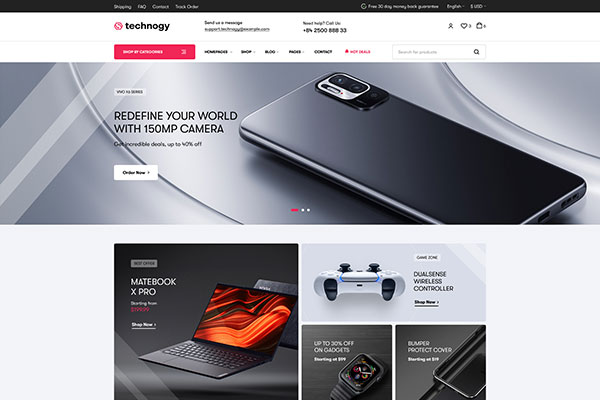 Shipping FAQ Contact Track Order
Free 30 day money back guarantee English $ USD
technogy
Send us a message
support.technogy@example.com
Need help? Call Us
+84 2500 888 33
SHOP BY CATEGORIES
HOMEPAGES SHOP BLOG PAGES CONTACT HOT DEALS
Search for products
VIVO X6 SERIES
REDEFINE YOUR WORLD
WITH 150MP CAMERA
Get incredible deals, up to 40% off
Order Now
BEST OFFER
MATEBOOK
X PRO
Starting from
Shop Now
GAME ZONE
DUALSENSE
WIRELESS
CONTROLLER
Shop Now
UP TO 30% OFF
ON GADGETS
Starting at $19
BUMPER
PROTECT COVER
Starting at $19